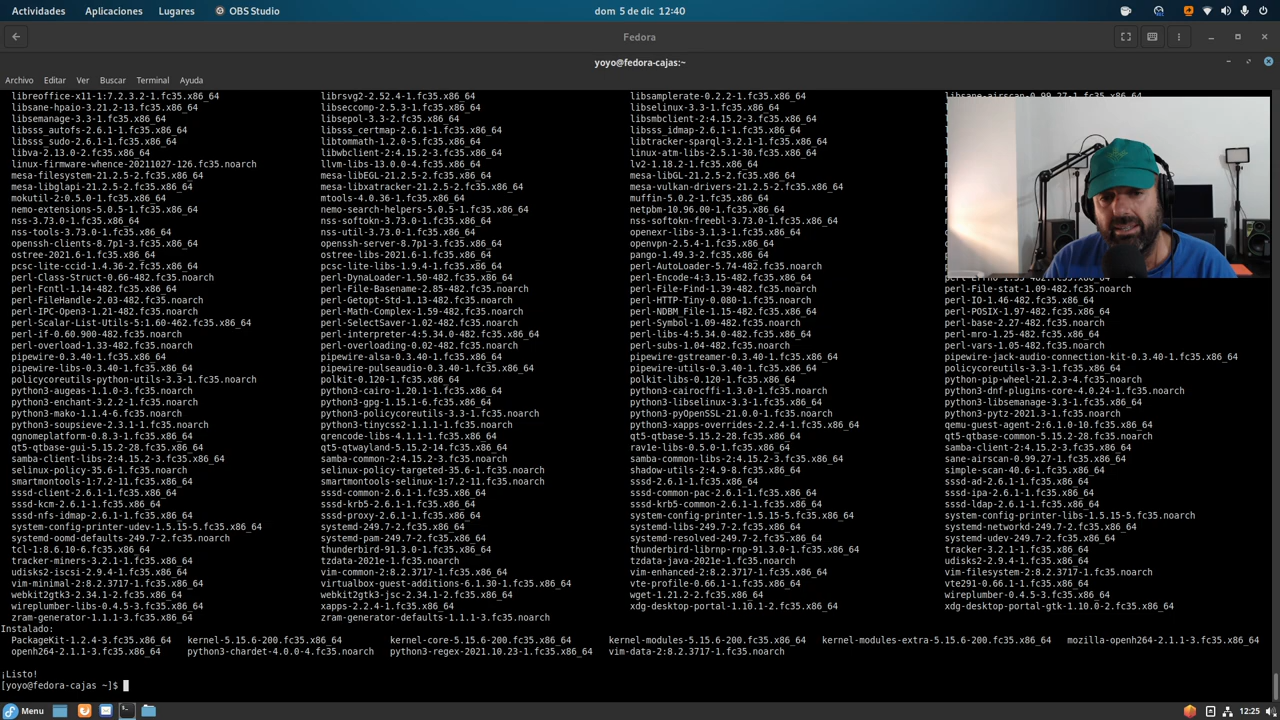 Actividades Aplicaciones Lugares OBS Studio dom 5 de dic 12:40
Fedora
yoyo@fedora-cajas:~
Archivo Editar Ver Buscar Terminal Ayuda
libreoffice-x11-1:7.2.3.2-1.fc35.x86_64 librsvg2-2.52.4-1.fc35.x86_64 libsamplerate-0.2.2-1.fc35.x86_64 libsane-airscan-0.99.27-1.fc35.x86_64
libsane-hpaio-3.21.2-13.fc35.x86_64 libseccomp-2.5.3-1.fc35.x86_64 libselinux-3.3-1.fc35.x86_64
libsemanage-3.3-1.fc35.x86_64 libsepol-3.3-2.fc35.x86_64 libsmbclient-2:4.15.2-3.fc35.x86_64
libsss_autofs-2.6.1-1.fc35.x86_64 libsss_certmap-2.6.1-1.fc35.x86_64 libsss_idmap-2.6.1-1.fc35.x86_64
libsss_sudo-2.6.1-1.fc35.x86_64 libtommath-1.2.0-5.fc35.x86_64 libtracker-sparql-3.2.1-1.fc35.x86_64
libva-2.13.0-2.fc35.x86_64 libwbclient-2:4.15.2-3.fc35.x86_64 linux-atm-libs-2.5.1-30.fc35.x86_64
linux-firmware-whence-20211027-126.fc35.noarch llvm-libs-13.0.0-4.fc35.x86_64 lv2-1.18.2-1.fc35.x86_64
mesa-filesystem-21.2.5-2.fc35.x86_64 mesa-libEGL-21.2.5-2.fc35.x86_64 mesa-libGL-21.2.5-2.fc35.x86_64
mesa-libglapi-21.2.5-2.fc35.x86_64 mesa-libxatracker-21.2.5-2.fc35.x86_64 mesa-vulkan-drivers-21.2.5-2.fc35.x86_64
mokutil-2:0.5.0-1.fc35.x86_64 mtools-4.0.36-1.fc35.x86_64 muffin-5.0.2-1.fc35.x86_64
nemo-extensions-5.0.5-1.fc35.x86_64 nemo-search-helpers-5.0.5-1.fc35.x86_64 netpbm-10.96.00-1.fc35.x86_64
nss-3.73.0-1.fc35.x86_64 nss-softokn-3.73.0-1.fc35.x86_64 nss-softokn-freebl-3.73.0-1.fc35.x86_64
nss-tools-3.73.0-1.fc35.x86_64 nss-util-3.73.0-1.fc35.x86_64 openexr-libs-3.1.3-1.fc35.x86_64
openssh-clients-8.7p1-3.fc35.x86_64 openssh-server-8.7p1-3.fc35.x86_64 openvpn-2.5.4-1.fc35.x86_64
ostree-2021.6-1.fc35.x86_64 ostree-libs-2021.6-1.fc35.x86_64 pango-1.49.3-2.fc35.x86_64
pcsc-lite-ccid-1.4.36-2.fc35.x86_64 pcsc-lite-libs-1.9.4-1.fc35.x86_64 perl-AutoLoader-5.74-482.fc35.noarch
perl-Class-Struct-0.66-482.fc35.noarch perl-DynaLoader-1.50-482.fc35.x86_64 perl-Encode-4:3.15-482.fc35.x86_64 perl-Errno-1.33-482.fc35.x86_64
perl-Fcntl-1.14-482.fc35.x86_64 perl-File-Basename-2.85-482.fc35.noarch perl-File-Find-1.39-482.fc35.noarch perl-File-stat-1.09-482.fc35.noarch
perl-FileHandle-2.03-482.fc35.noarch perl-Getopt-Std-1.13-482.fc35.noarch perl-HTTP-Tiny-0.080-1.fc35.noarch perl-IO-1.46-482.fc35.x86_64
perl-IPC-Open3-1.21-482.fc35.noarch perl-Math-Complex-1.59-482.fc35.noarch perl-NDBM_File-1.15-482.fc35.x86_64 perl-POSIX-1.97-482.fc35.x86_64
perl-Scalar-List-Utils-5:1.60-462.fc35.x86_64 perl-SelectSaver-1.02-482.fc35.noarch perl-Symbol-1.09-482.fc35.noarch perl-base-2.27-482.fc35.noarch
perl-if-0.60.900-482.fc35.noarch perl-interpreter-4:5.34.0-482.fc35.x86_64 perl-libs-4:5.34.0-482.fc35.x86_64 perl-mro-1.25-482.fc35.x86_64
perl-overload-1.33-482.fc35.noarch perl-overloading-0.02-482.fc35.noarch perl-subs-1.04-482.fc35.noarch perl-vars-1.05-482.fc35.noarch
pipewire-0.3.40-1.fc35.x86_64 pipewire-alsa-0.3.40-1.fc35.x86_64 pipewire-gstreamer-0.3.40-1.fc35.x86_64 pipewire-jack-audio-connection-kit-0.3.40-1.fc35.x86_64
pipewire-libs-0.3.40-1.fc35.x86_64 pipewire-pulseaudio-0.3.40-1.fc35.x86_64 pipewire-utils-0.3.40-1.fc35.x86_64 policycoreutils-3.3-1.fc35.x86_64
policycoreutils-python-utils-3.3-1.fc35.noarch polkit-0.120-1.fc35.x86_64 polkit-libs-0.120-1.fc35.x86_64 python-pip-wheel-21.2.3-4.fc35.noarch
python3-augeas-1.1.0-3.fc35.noarch python3-cairo-1.20.1-1.fc35.x86_64 python3-cairocffi-1.3.0-1.fc35.noarch python3-dnf-plugins-core-4.0.24-1.fc35.noarch
python3-enchant-3.2.2-1.fc35.noarch python3-gpg-1.15.1-6.fc35.x86_64 python3-libselinux-3.3-1.fc35.x86_64 python3-libsemanage-3.3-1.fc35.x86_64
python3-mako-1.1.4-6.fc35.noarch python3-policycoreutils-3.3-1.fc35.noarch python3-pyOpenSSL-21.0.0-1.fc35.noarch python3-pytz-2021.3-1.fc35.noarch
python3-soupsieve-2.3.1-1.fc35.noarch python3-tinycss2-1.1.1-1.fc35.noarch python3-xapps-overrides-2.2.4-1.fc35.x86_64 qemu-guest-agent-2:6.1.0-10.fc35.x86_64
qgnomeplatform-0.8.3-1.fc35.x86_64 qrencode-libs-4.1.1-1.fc35.x86_64 qt5-qtbase-5.15.2-28.fc35.x86_64 qt5-qtbase-common-5.15.2-28.fc35.noarch
qt5-qtbase-gui-5.15.2-28.fc35.x86_64 qt5-qtwayland-5.15.2-14.fc35.x86_64 rav1e-libs-0.5.0-1.fc35.x86_64 samba-client-2:4.15.2-3.fc35.x86_64
samba-client-libs-2:4.15.2-3.fc35.x86_64 samba-common-2:4.15.2-3.fc35.noarch samba-common-libs-2:4.15.2-3.fc35.x86_64 sane-airscan-0.99.27-1.fc35.x86_64
selinux-policy-35.6-1.fc35.noarch selinux-policy-targeted-35.6-1.fc35.noarch shadow-utils-2:4.9-8.fc35.x86_64 simple-scan-40.6-1.fc35.x86_64
smartmontools-1:7.2-11.fc35.x86_64 smartmontools-selinux-1:7.2-11.fc35.noarch sssd-2.6.1-1.fc35.x86_64 sssd-ad-2.6.1-1.fc35.x86_64
sssd-client-2.6.1-1.fc35.x86_64 sssd-common-2.6.1-1.fc35.x86_64 sssd-common-pac-2.6.1-1.fc35.x86_64 sssd-ipa-2.6.1-1.fc35.x86_64
sssd-kcm-2.6.1-1.fc35.x86_64 sssd-krb5-2.6.1-1.fc35.x86_64 sssd-krb5-common-2.6.1-1.fc35.x86_64 sssd-ldap-2.6.1-1.fc35.x86_64
sssd-nfs-idmap-2.6.1-1.fc35.x86_64 sssd-proxy-2.6.1-1.fc35.x86_64 system-config-printer-1.5.15-5.fc35.x86_64 system-config-printer-libs-1.5.15-5.fc35.noarch
system-config-printer-udev-1.5.15-5.fc35.x86_64 systemd-249.7-2.fc35.x86_64 systemd-libs-249.7-2.fc35.x86_64 systemd-networkd-249.7-2.fc35.x86_64
systemd-oomd-defaults-249.7-2.fc35.noarch systemd-pam-249.7-2.fc35.x86_64 systemd-resolved-249.7-2.fc35.x86_64 systemd-udev-249.7-2.fc35.x86_64
tcl-1:8.6.10-6.fc35.x86_64 thunderbird-91.3.0-1.fc35.x86_64 thunderbird-librnp-rnp-91.3.0-1.fc35.x86_64 tracker-3.2.1-1.fc35.x86_64
tracker-miners-3.2.1-1.fc35.x86_64 tzdata-2021e-1.fc35.noarch tzdata-java-2021e-1.fc35.noarch udisks2-2.9.4-1.fc35.x86_64
udisks2-iscsi-2.9.4-1.fc35.x86_64 vim-common-2:8.2.3717-1.fc35.x86_64 vim-enhanced-2:8.2.3717-1.fc35.x86_64 vim-filesystem-2:8.2.3717-1.fc35.noarch
vim-minimal-2:8.2.3717-1.fc35.x86_64 virtualbox-guest-additions-6.1.30-1.fc35.x86_64 vte-profile-0.66.1-1.fc35.x86_64 vte291-0.66.1-1.fc35.x86_64
webkit2gtk3-2.34.1-2.fc35.x86_64 webkit2gtk3-jsc-2.34.1-2.fc35.x86_64 wget-1.21.2-2.fc35.x86_64 wireplumber-0.4.5-3.fc35.x86_64
wireplumber-libs-0.4.5-3.fc35.x86_64 xapps-2.2.4-1.fc35.x86_64 xdg-desktop-portal-1.10.1-2.fc35.x86_64 xdg-desktop-portal-gtk-1.10.0-2.fc35.x86_64
zram-generator-1.1.1-3.fc35.x86_64 zram-generator-defaults-1.1.1-3.fc35.noarch
Instalado:
PackageKit-1.2.4-3.fc35.x86_64 kernel-5.15.6-200.fc35.x86_64 kernel-core-5.15.6-200.fc35.x86_64 kernel-modules-5.15.6-200.fc35.x86_64 kernel-modules-extra-5.15.6-200.fc35.x86_64 mozilla-openh264-2.1.1-3.fc35.x86_64
openh264-2.1.1-3.fc35.x86_64 python3-chardet-4.0.0-4.fc35.noarch python3-regex-2021.10.23-1.fc35.x86_64 vim-data-2:8.2.3717-1.fc35.noarch
¡Listo!
[yoyo@fedora-cajas ~]$
Menu 12:25